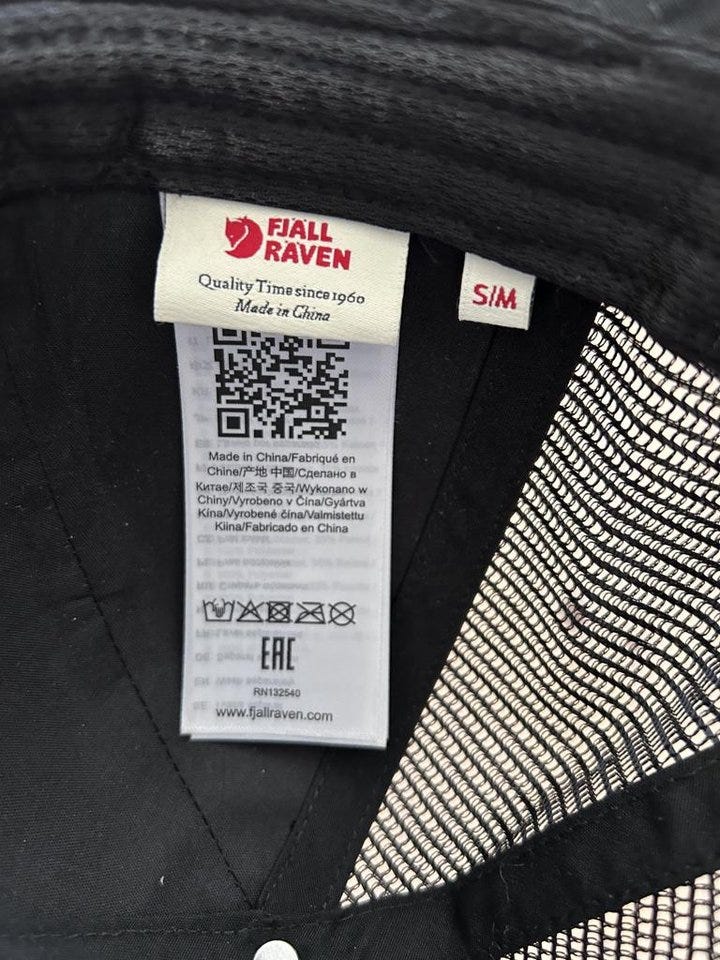 FJÄLL
RÄVEN
Quality Time since 1960
Made in China
S/M
Made in China/Fabriqué en
Chine/产地 中国/Сделано в
Китае/제조국 중국/Wykonano w
Chiny/Vyrobeno v Čína/Gyártva
Kína/Vyrobené čína/Valmistettu
Kiina/Fabricado en China
EAC
RN132540
www.fjallraven.com